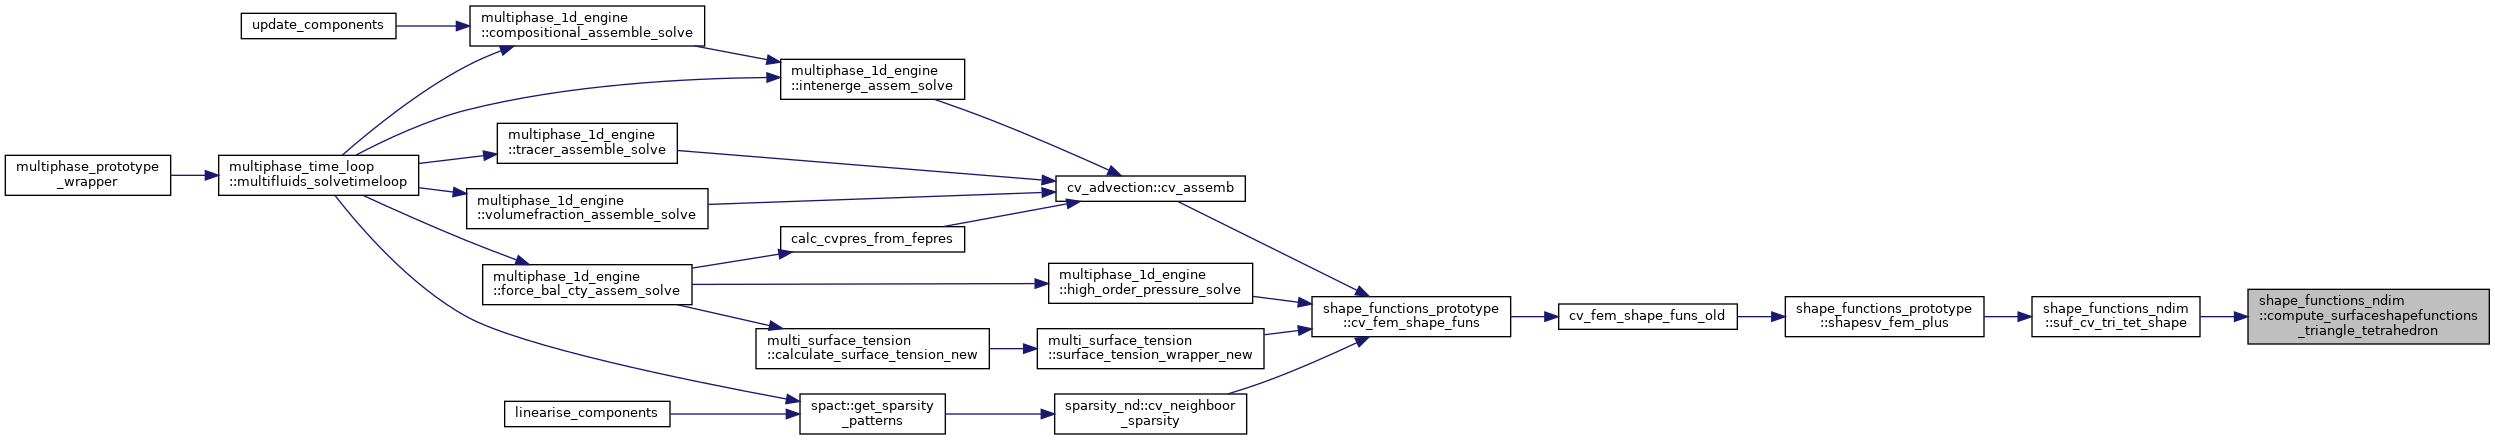 update_components
multiphase_1d_engine
::compositional_assemble_solve
multiphase_1d_engine
::intenerge_assem_solve
multiphase_1d_engine
::tracer_assemble_solve
multiphase_prototype
_wrapper
multiphase_time_loop
::multifluids_solvetimeloop
cv_advection::cv_assemb
multiphase_1d_engine
::volumefraction_assemble_solve
calc_cvpres_from_fepres
multiphase_1d_engine
::force_bal_cty_assem_solve
multiphase_1d_engine
::high_order_pressure_solve
shape_functions_prototype
::cv_fem_shape_funs
cv_fem_shape_funs_old
shape_functions_prototype
::shapesv_fem_plus
shape_functions_ndim
::suf_cv_tri_tet_shape
shape_functions_ndim
::compute_surfaceshapefunctions
_triangle_tetrahedron
multi_surface_tension
::calculate_surface_tension_new
multi_surface_tension
::surface_tension_wrapper_new
linearise_components
spact::get_sparsity
_patterns
sparsity_nd::cv_neighboor
_sparsity